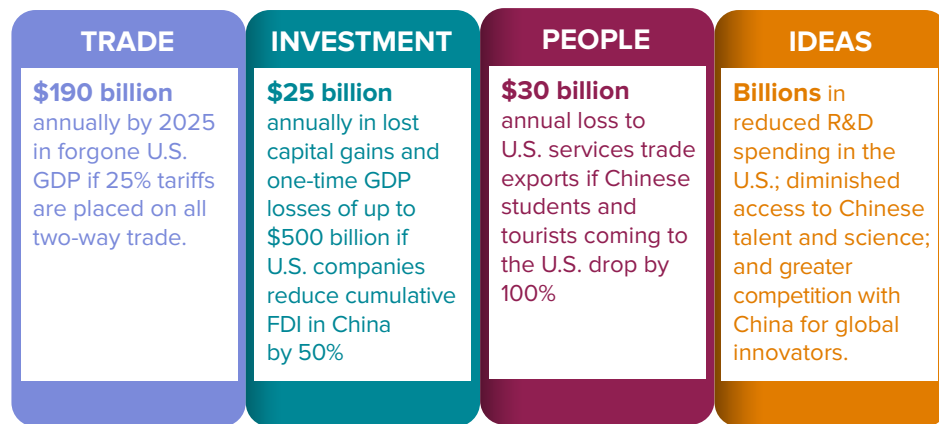 TRADE
$190 billion
annually by 2025
in forgone U.S.
GDP if 25% tariffs
are placed on all
two-way trade.
INVESTMENT
$25 billion
annually in lost
capital gains and
one-time GDP
losses of up to
$500 billion if
U.S. companies
reduce cumulative
FDI in China
by 50%
PEOPLE
$30 billion
annual loss to
U.S. services trade
exports if Chinese
students and
tourists coming to
the U.S. drop by
100%
IDEAS
Billions in
reduced R&D
spending in the
U.S.; diminished
access to Chinese
talent and science;
and greater
competition with
China for global
innovators.